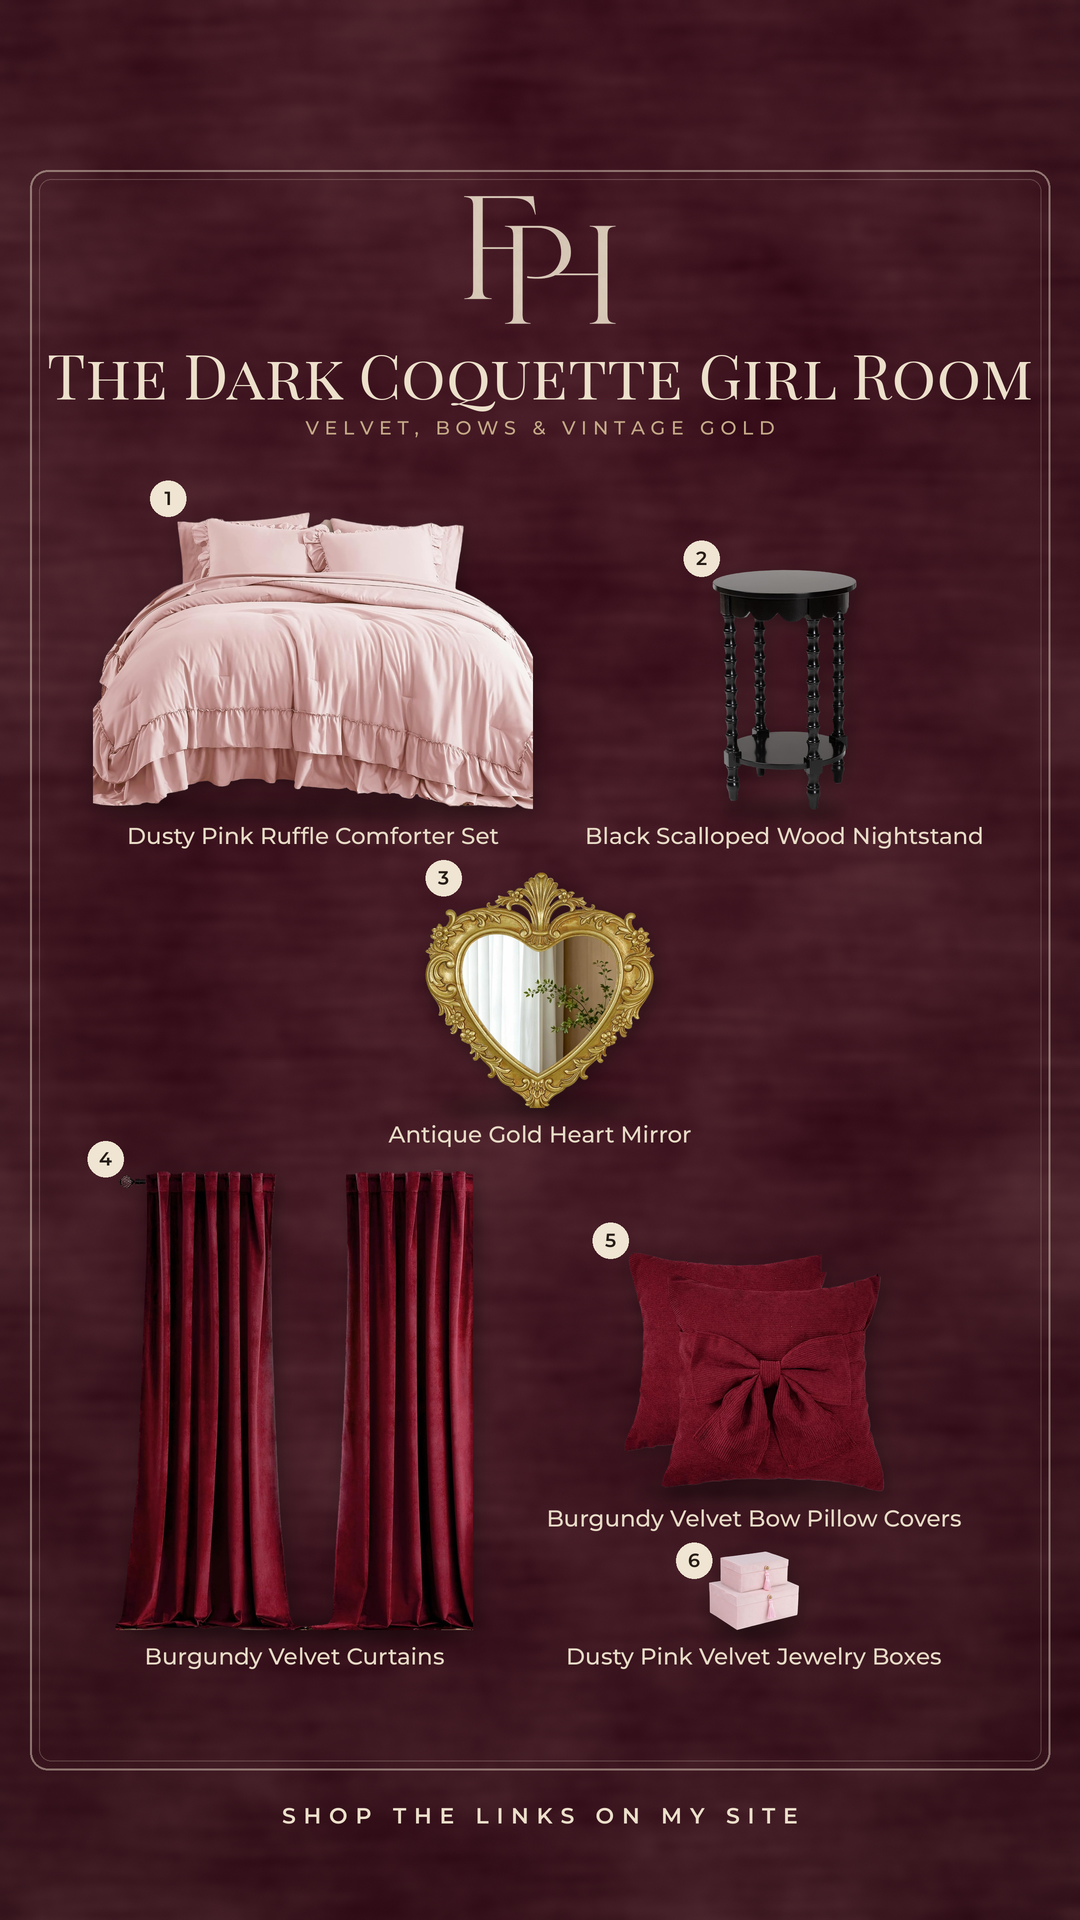 FPH
THE DARK COQUETTE GIRL ROOM
VELVET, BOWS & VINTAGE GOLD
1
2
Dusty Pink Ruffle Comforter Set
Black Scalloped Wood Nightstand
3
Antique Gold Heart Mirror
4
5
Burgundy Velvet Bow Pillow Covers
6
Burgundy Velvet Curtains
Dusty Pink Velvet Jewelry Boxes
SHOP THE LINKS ON MY SITE